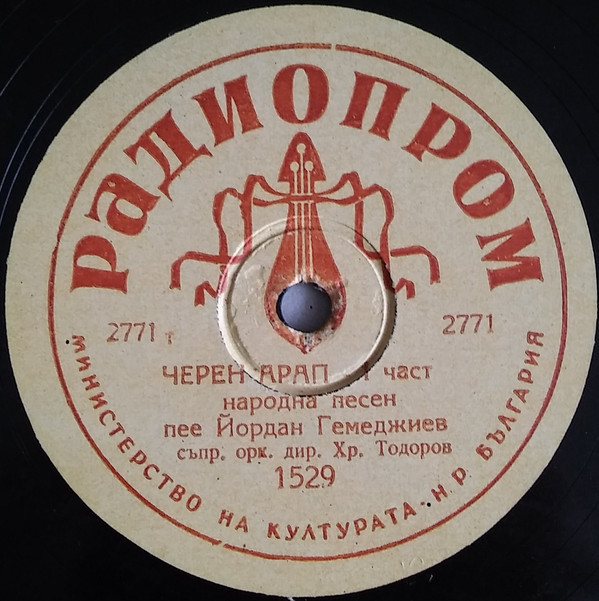 РАДИОПРОМ
2771 т
2771
ЧЕРЕН АРАП I част
народна песен
пее Йордан Гемеджиев
съпр. орк. дир. Хр. Тодоров
1529
МИНИСТЕРСТВО НА КУЛТУРАТА-Н.Р. БЪЛГАРИЯ